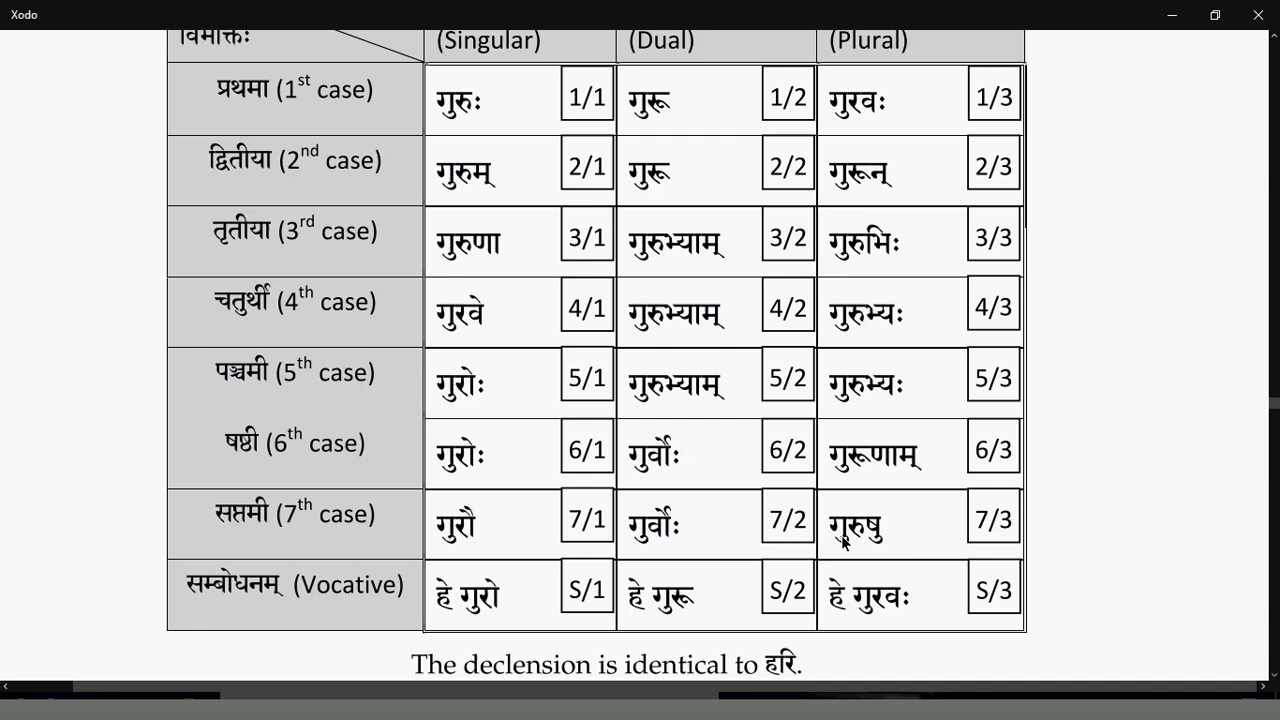 Xodo
विभक्तिः (Singular) (Dual) (Plural)
प्रथमा (1st case) गुरुः 1/1 गुरू 1/2 गुरवः 1/3
द्वितीया (2nd case) गुरुम् 2/1 गुरू 2/2 गुरून् 2/3
तृतीया (3rd case) गुरुणा 3/1 गुरुभ्याम् 3/2 गुरुभिः 3/3
चतुर्थी (4th case) गुरवे 4/1 गुरुभ्याम् 4/2 गुरुभ्यः 4/3
पञ्चमी (5th case) गुरोः 5/1 गुरुभ्याम् 5/2 गुरुभ्यः 5/3
षष्ठी (6th case) गुरोः 6/1 गुर्वोः 6/2 गुरूणाम् 6/3
सप्तमी (7th case) गुरौ 7/1 गुर्वोः 7/2 गुरुषु 7/3
सम्बोधनम् (Vocative) हे गुरो S/1 हे गुरू S/2 हे गुरवः S/3
The declension is identical to हरि.